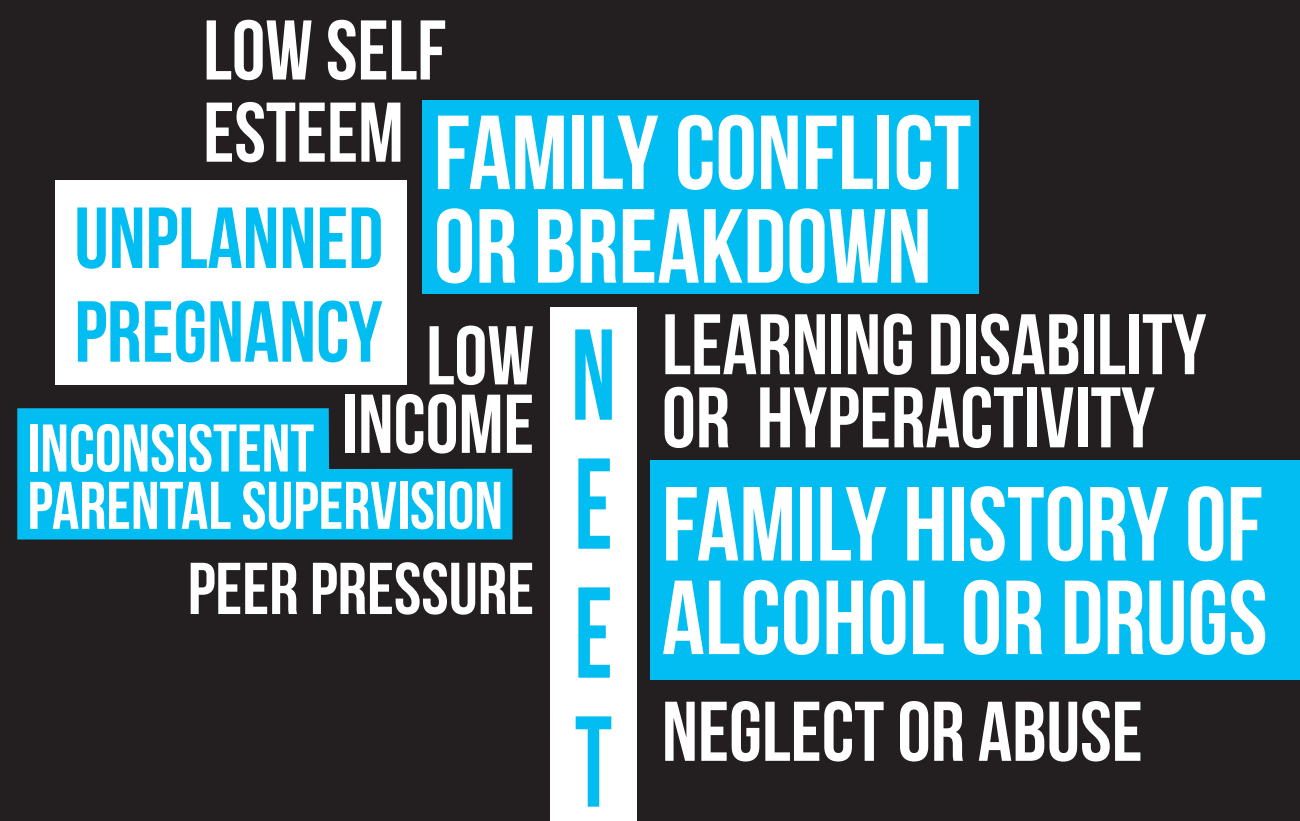 LOW SELF
ESTEEM
FAMILY CONFLICT
OR BREAKDOWN
UNPLANNED
PREGNANCY
LOW
INCOME
INCONSISTENT
PARENTAL SUPERVISION
PEER PRESSURE
N
E
E
T
LEARNING DISABILITY
OR HYPERACTIVITY
FAMILY HISTORY OF
ALCOHOL OR DRUGS
NEGLECT OR ABUSE